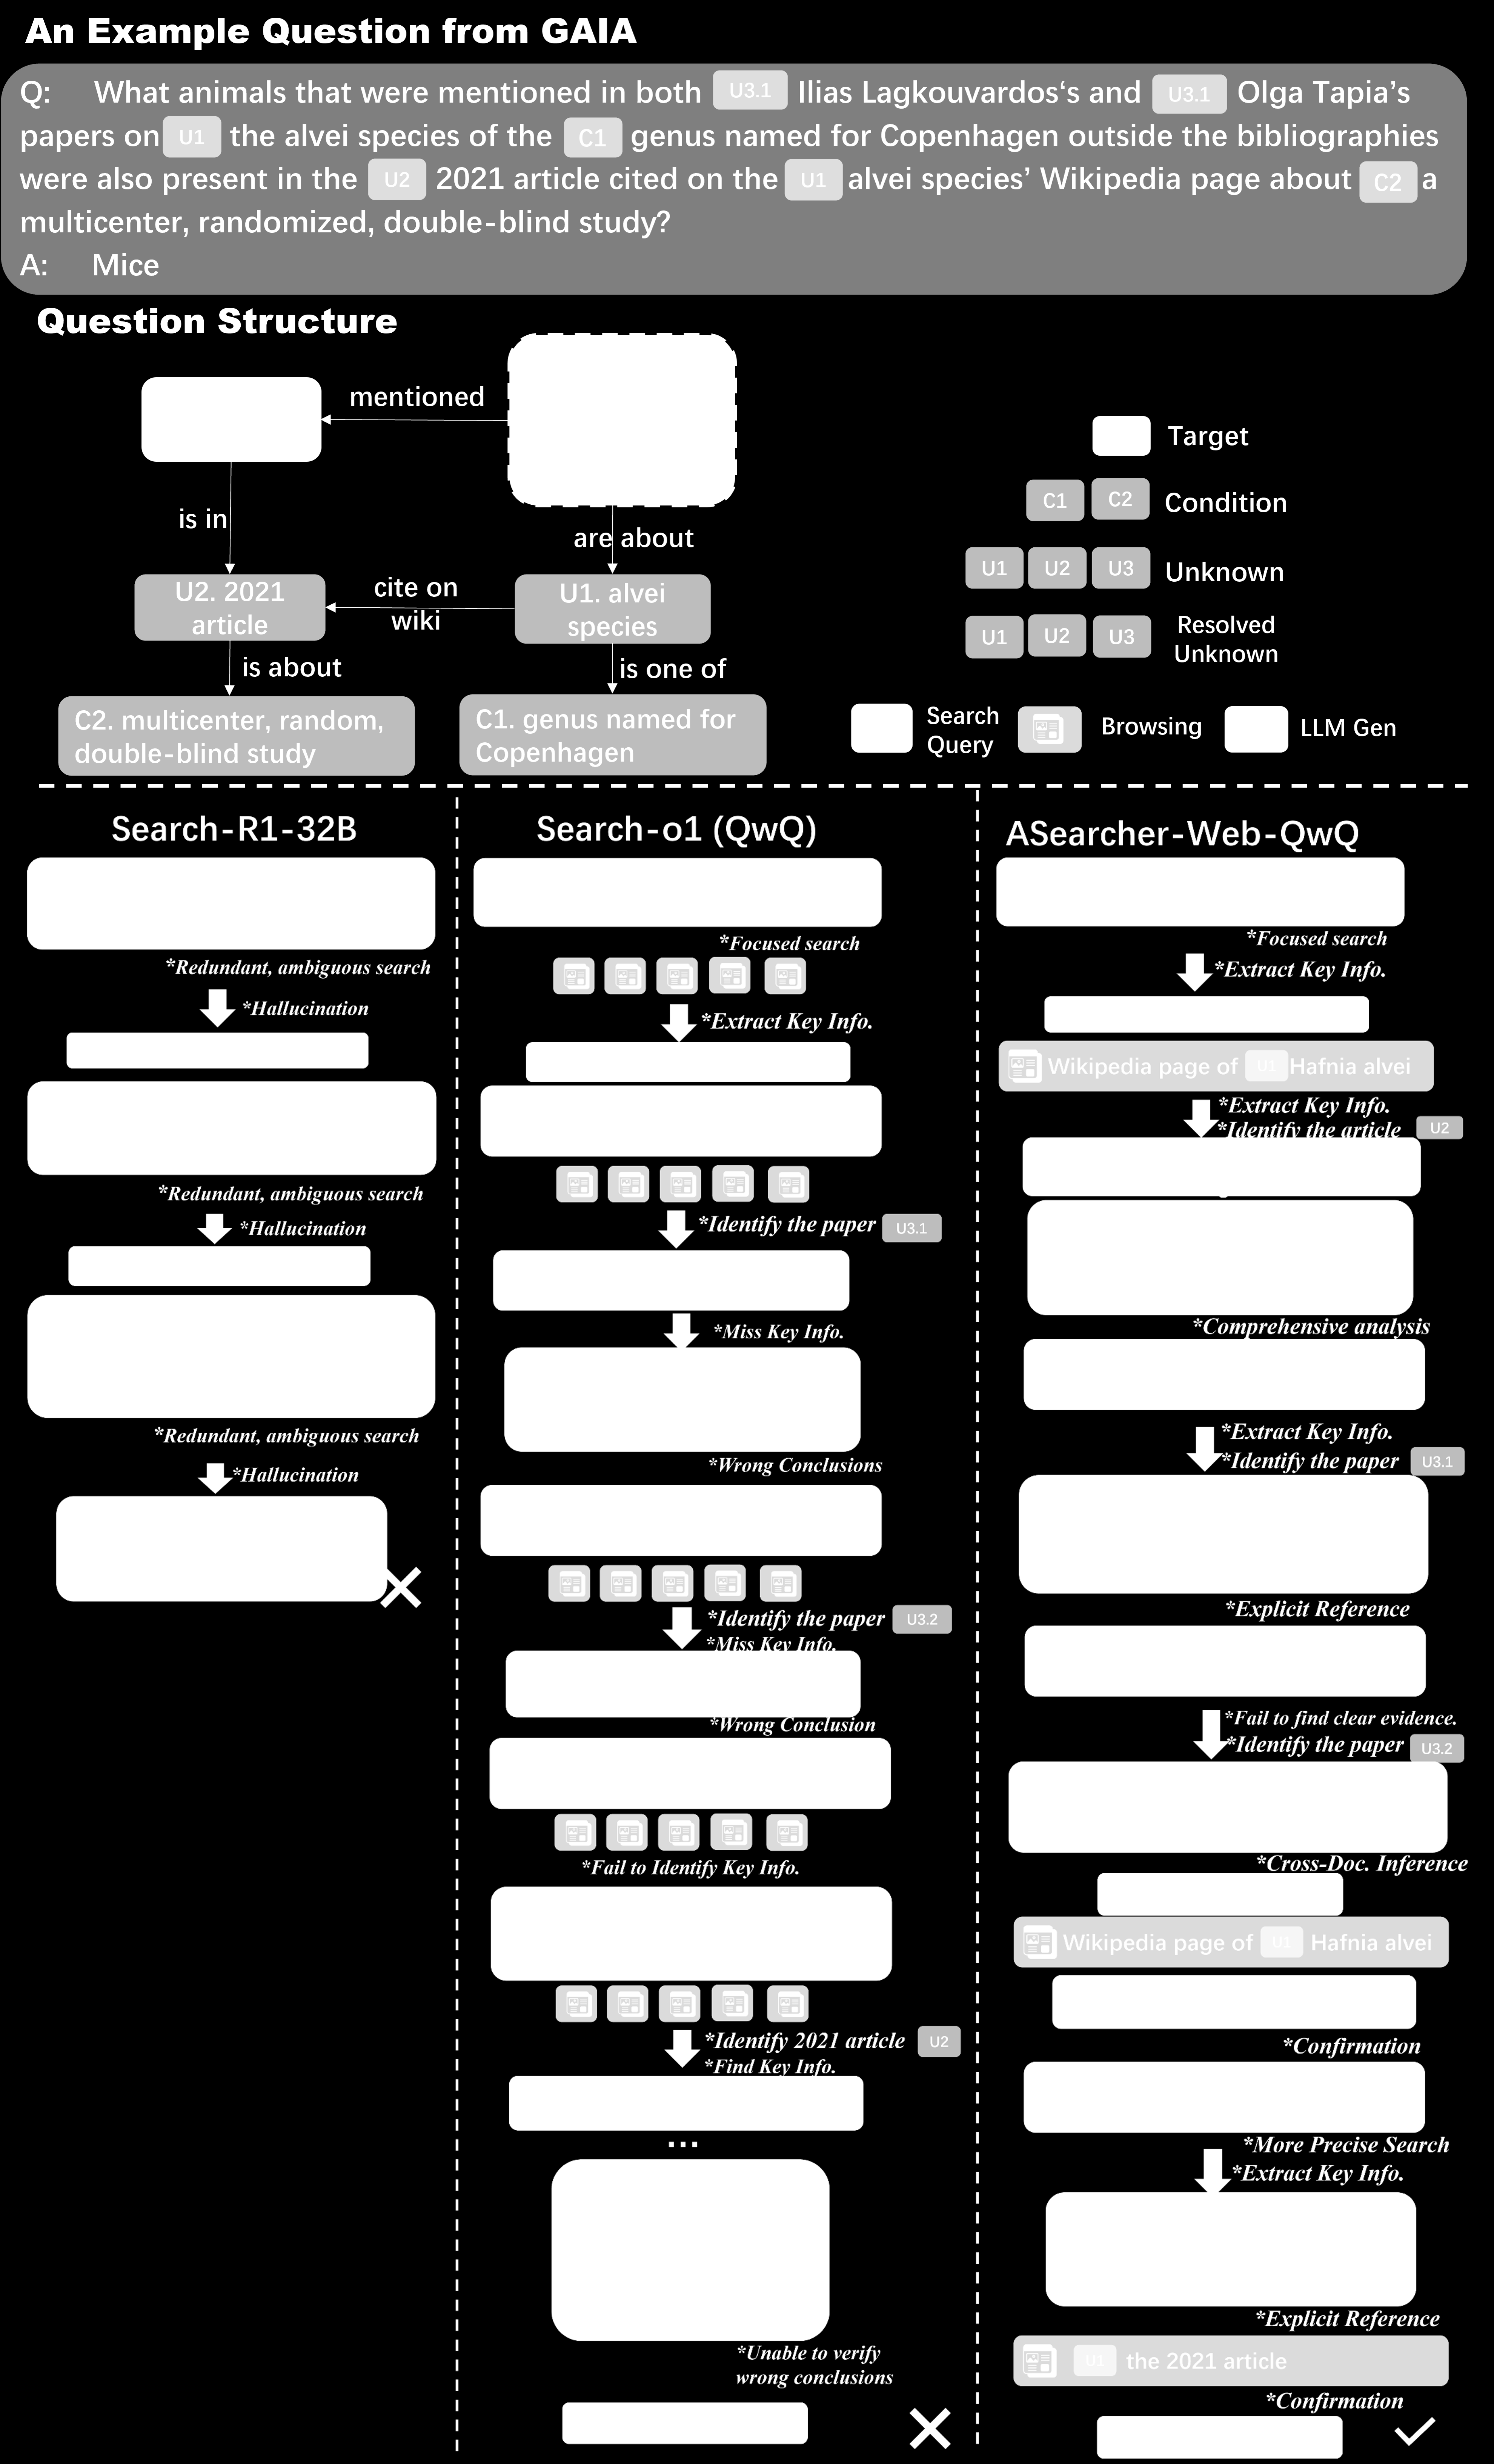 An Example Question from GAIA
Q: What animals that were mentioned in both U3.1 Ilias Lagkouvardos‘s and U3.1 Olga Tapia’s
papers on U1 the alvei species of the C1 genus named for Copenhagen outside the bibliographies
were also present in the U2 2021 article cited on the U1 alvei species’ Wikipedia page about C2 a
multicenter, randomized, double-blind study?
A: Mice
Question Structure
mentioned
is in
are about
U2. 2021
article
cite on
wiki
U1. alvei
species
is about
is one of
C2. multicenter, random,
double-blind study
C1. genus named for
Copenhagen
Target
C1 C2 Condition
U1 U2 U3 Unknown
U1 U2 U3 Resolved
Unknown
Search
Query
Browsing
LLM Gen
Search-R1-32B
*Redundant, ambiguous search
*Hallucination
*Redundant, ambiguous search
*Hallucination
*Redundant, ambiguous search
*Hallucination
Search-o1 (QwQ)
*Focused search
*Extract Key Info.
*Identify the paper U3.1
*Miss Key Info.
*Wrong Conclusions
*Identify the paper U3.2
*Miss Key Info.
*Wrong Conclusion
*Fail to Identify Key Info.
*Identify 2021 article U2
*Find Key Info.
...
*Unable to verify
wrong conclusions
ASearcher-Web-QwQ
*Focused search
*Extract Key Info.
Wikipedia page of U1 Hafnia alvei
*Extract Key Info.
*Identify the article U2
*Comprehensive analysis
*Extract Key Info.
*Identify the paper U3.1
*Explicit Reference
*Fail to find clear evidence.
*Identify the paper U3.2
*Cross-Doc. Inference
Wikipedia page of U1 Hafnia alvei
*Confirmation
*More Precise Search
*Extract Key Info.
*Explicit Reference
U1 the 2021 article
*Confirmation